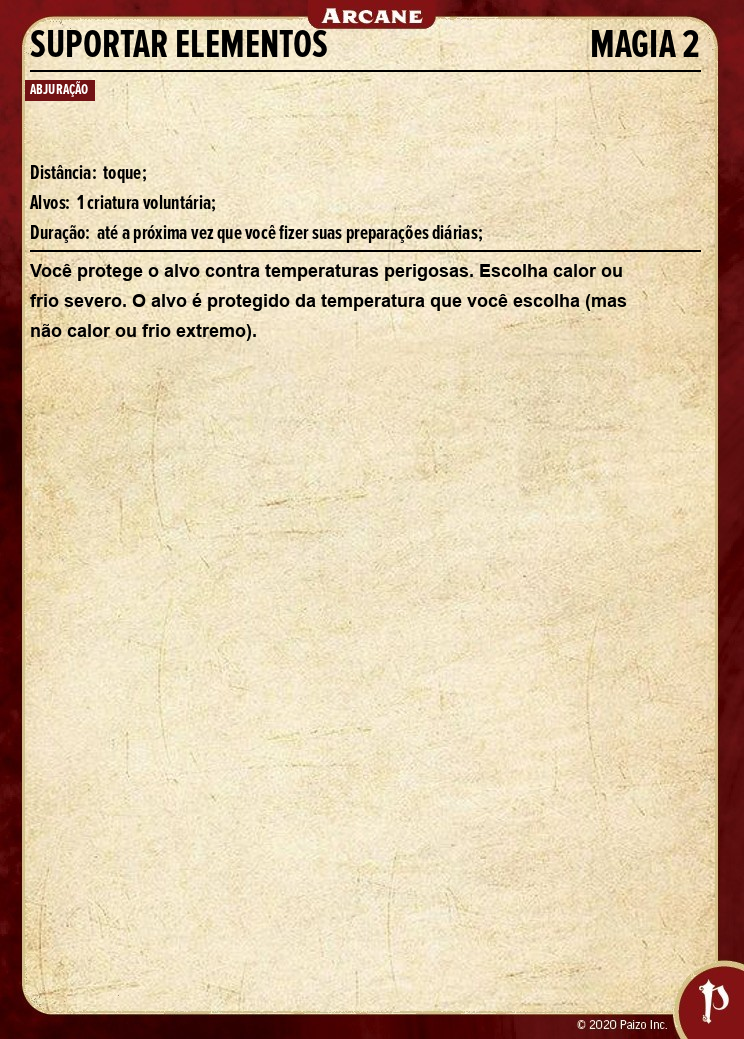 ARCANE
SUPORTAR ELEMENTOS MAGIA 2
ABJURAÇÃO
Distância: toque;
Alvos: 1 criatura voluntária;
Duração: até a próxima vez que você fizer suas preparações diárias;
Você protege o alvo contra temperaturas perigosas. Escolha calor ou
frio severo. O alvo é protegido da temperatura que você escolha (mas
não calor ou frio extremo).
© 2020 Paizo Inc.